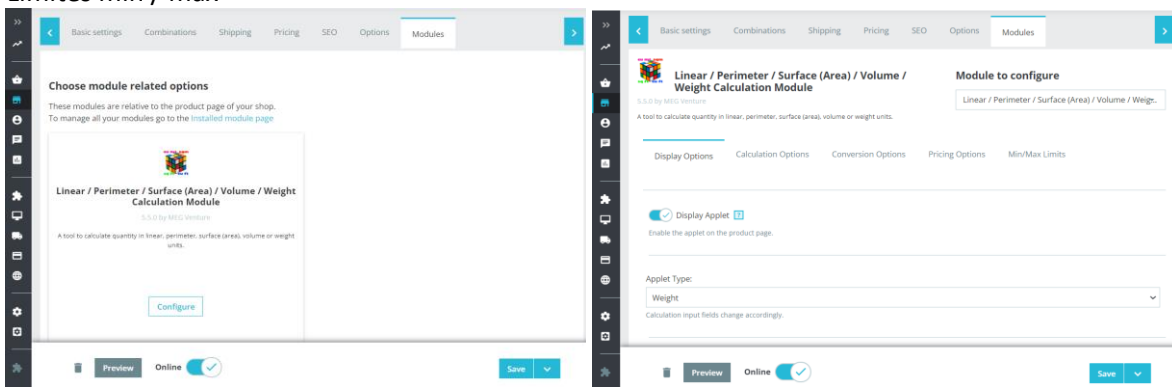 Basic settings Combinations Shipping Pricing SEO Options Modules
Choose module related options
These modules are relative to the product page of your shop.
To manage all your modules go to the Installed module page
Linear / Perimeter / Surface (Area) / Volume / Weight
Calculation Module
5.5.0 by MEG Venture
A tool to calculate quantity in linear, perimeter, surface (area), volume or weight
units.
Configure
Preview Online Save
Basic settings Combinations Shipping Pricing SEO Options Modules
Linear / Perimeter / Surface (Area) / Volume /
Weight Calculation Module
5.5.0 by MEG Venture
A tool to calculate quantity in linear, perimeter, surface (area), volume or weight units.
Module to configure
Linear / Perimeter / Surface (Area) / Volume / Weigh..
Display Options Calculation Options Conversion Options Pricing Options Min/Max Limits
Display Applet ?
Enable the applet on the product page.
Applet Type:
Weight
Calculation input fields change accordingly.
Preview Online Save